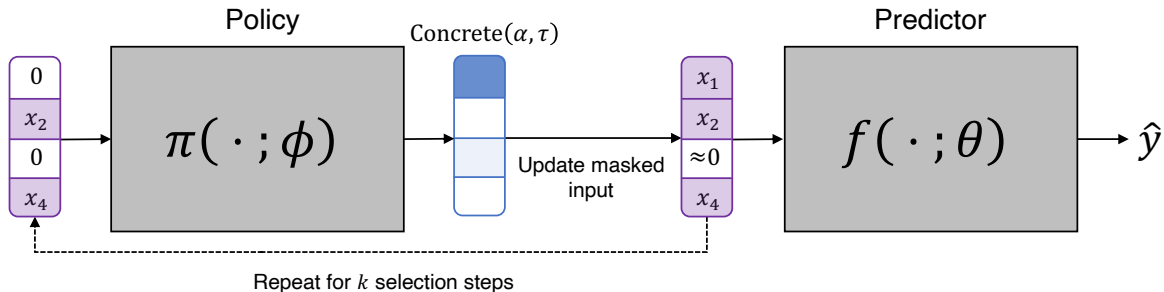 Policy
Predictor
Concrete(α, τ)
0
x₂
0
x₄
π( · ; ϕ)
Update masked
input
x₁
x₂
≈0
x₄
f( · ; θ)
ŷ
Repeat for k selection steps